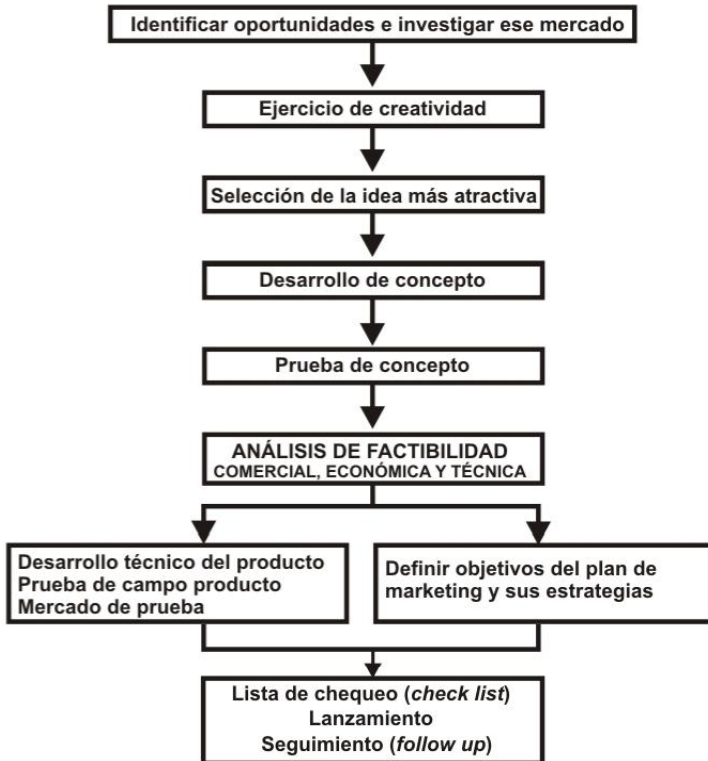 Identificar oportunidades e investigar ese mercado
Ejercicio de creatividad
Selección de la idea más atractiva
Desarrollo de concepto
Prueba de concepto
ANÁLISIS DE FACTIBILIDAD
COMERCIAL, ECONÓMICA Y TÉCNICA
Desarrollo técnico del producto
Prueba de campo producto
Mercado de prueba
Definir objetivos del plan de
marketing y sus estrategias
Lista de chequeo (check list)
Lanzamiento
Seguimiento (follow up)